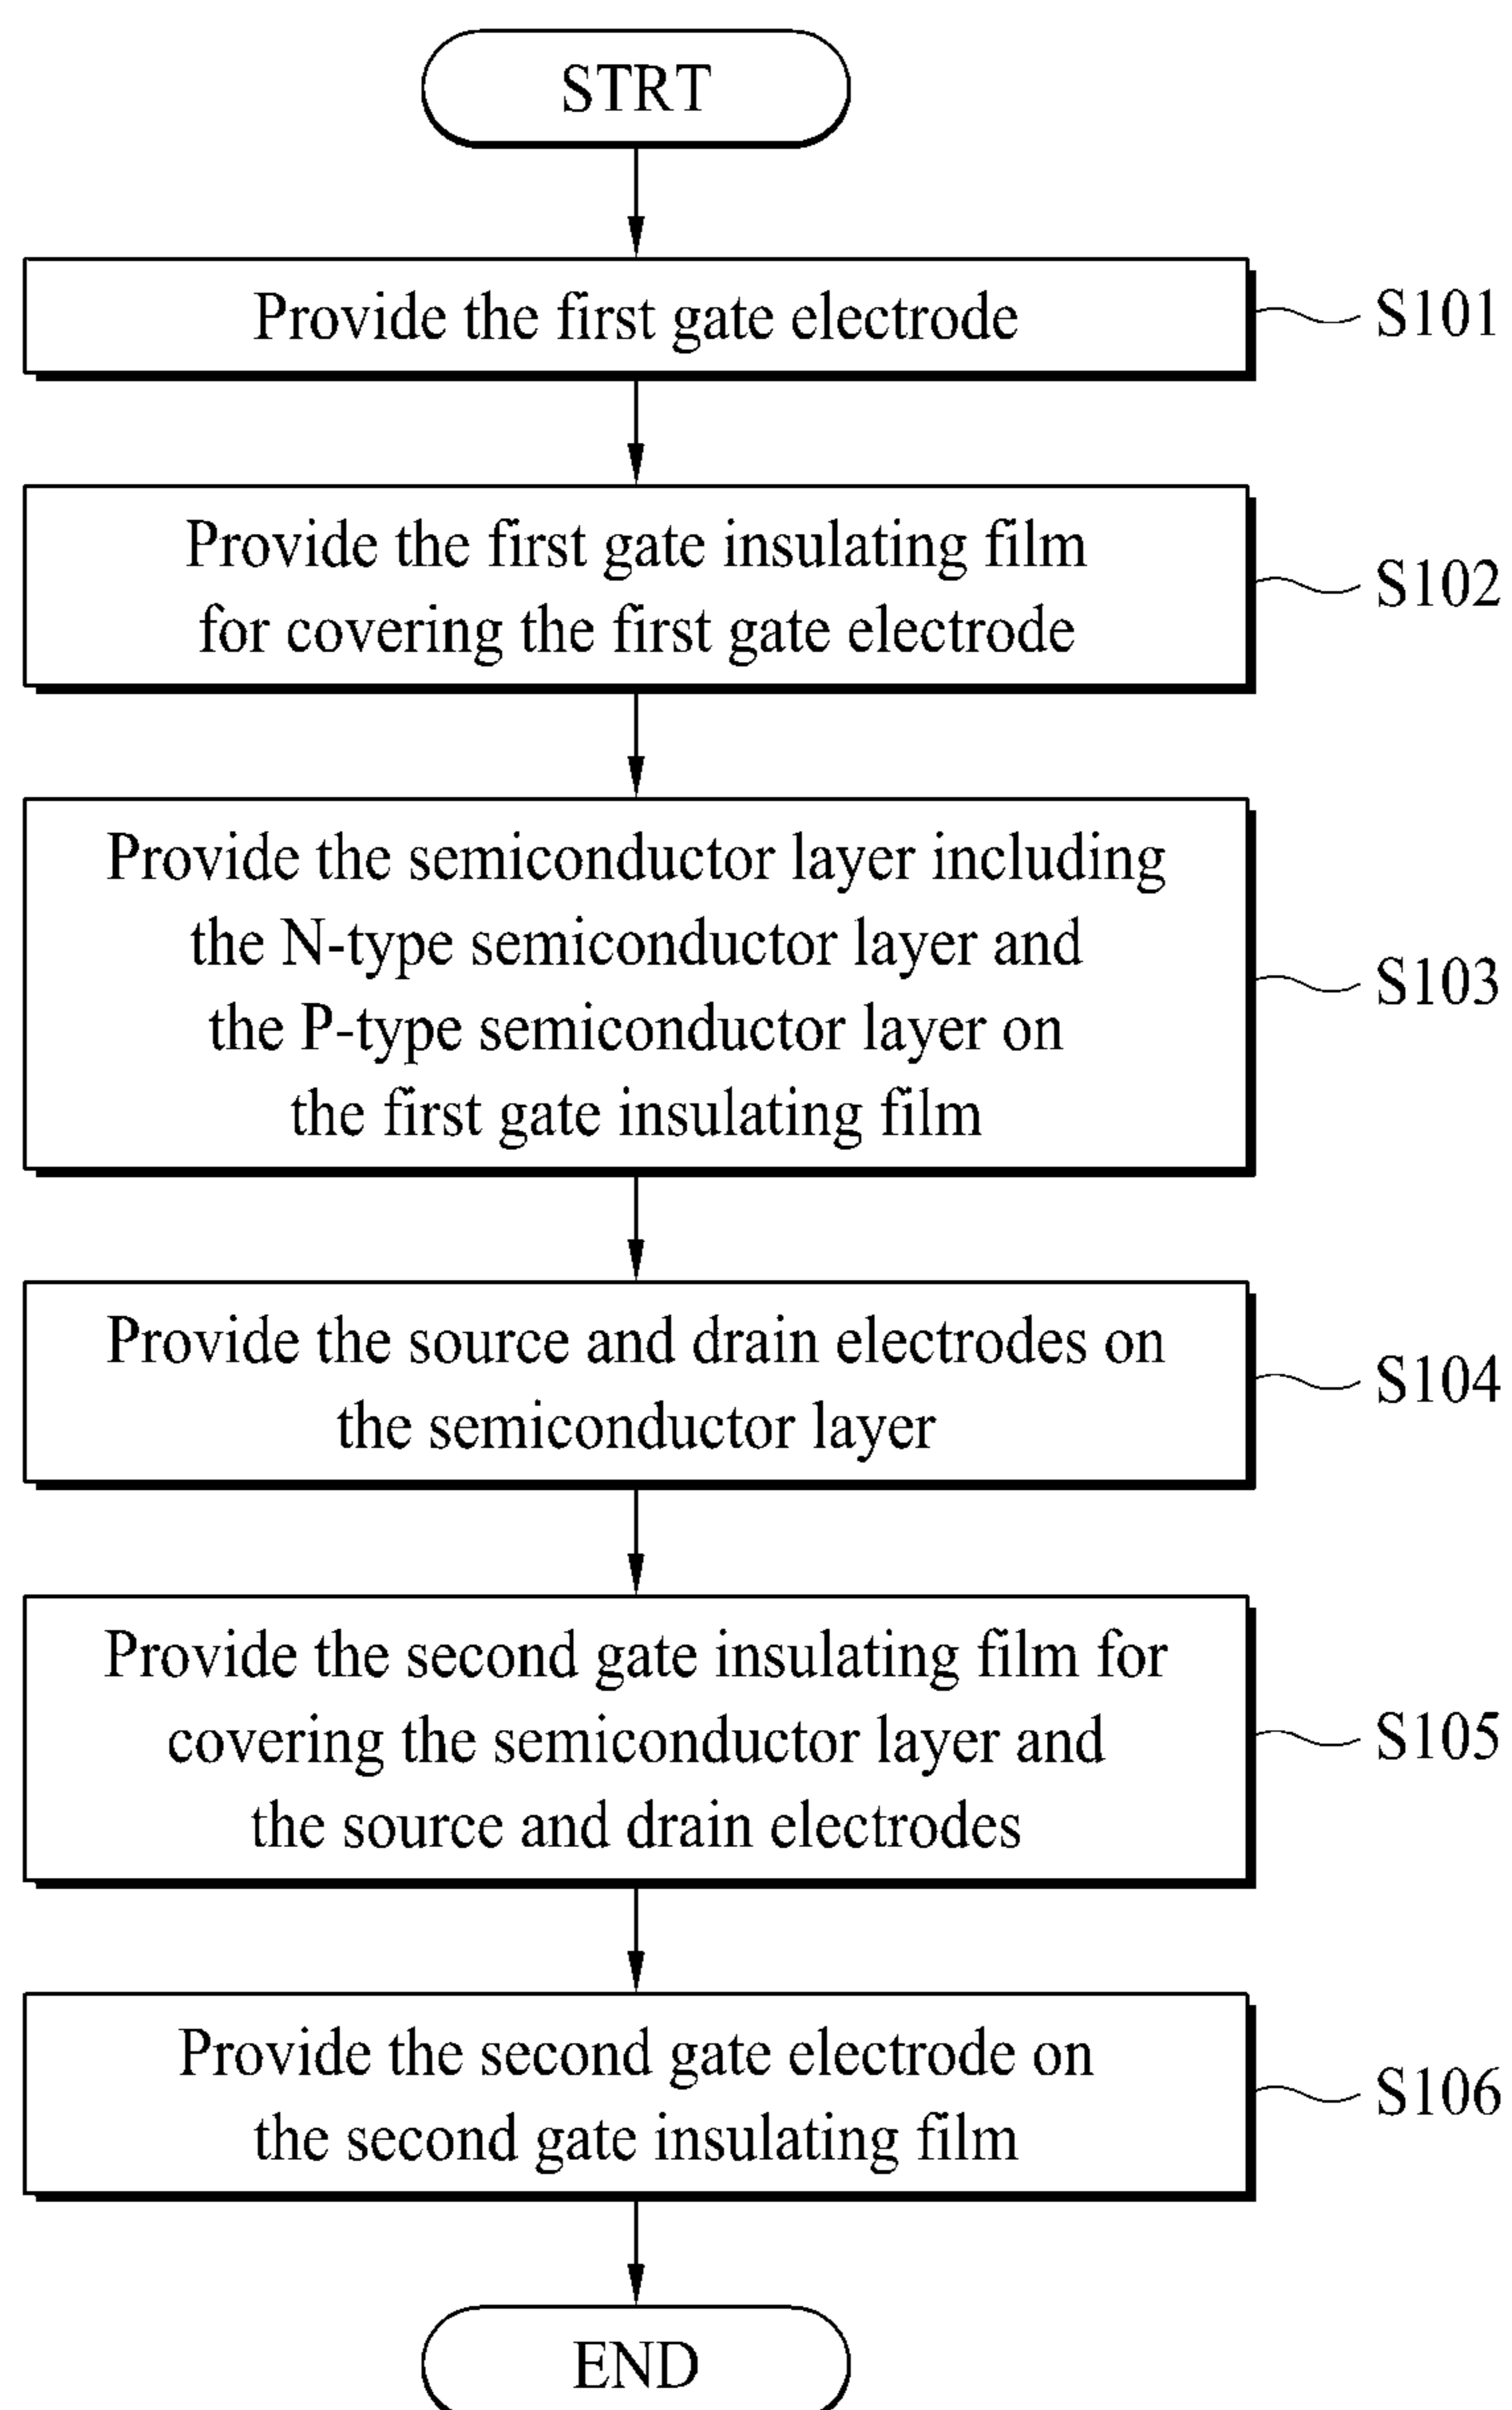 STRT
Provide the first gate electrode
S101
Provide the first gate insulating film
for covering the first gate electrode
S102
Provide the semiconductor layer including
the N-type semiconductor layer and
the P-type semiconductor layer on
the first gate insulating film
S103
Provide the source and drain electrodes on
the semiconductor layer
S104
Provide the second gate insulating film for
covering the semiconductor layer and
the source and drain electrodes
S105
Provide the second gate electrode on
the second gate insulating film
S106
END